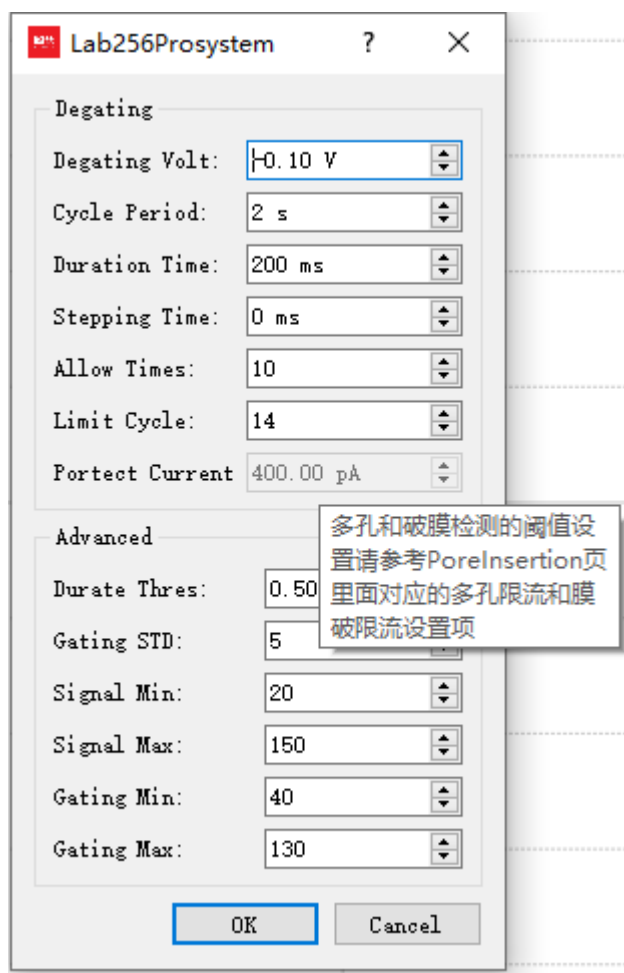 Lab256Prosystem ?
Degating
Degating Volt: -0.10 V
Cycle Period: 2 s
Duration Time: 200 ms
Stepping Time: 0 ms
Allow Times: 10
Limit Cycle: 14
Portect Current 400.00 pA
多孔和破膜检测的阈值设
置请参考PoreInsertion页
里面对应的多孔限流和膜
破限流设置项
Advanced
Durate Thres: 0.50
Gating STD: 5
Signal Min: 20
Signal Max: 150
Gating Min: 40
Gating Max: 130
OK Cancel